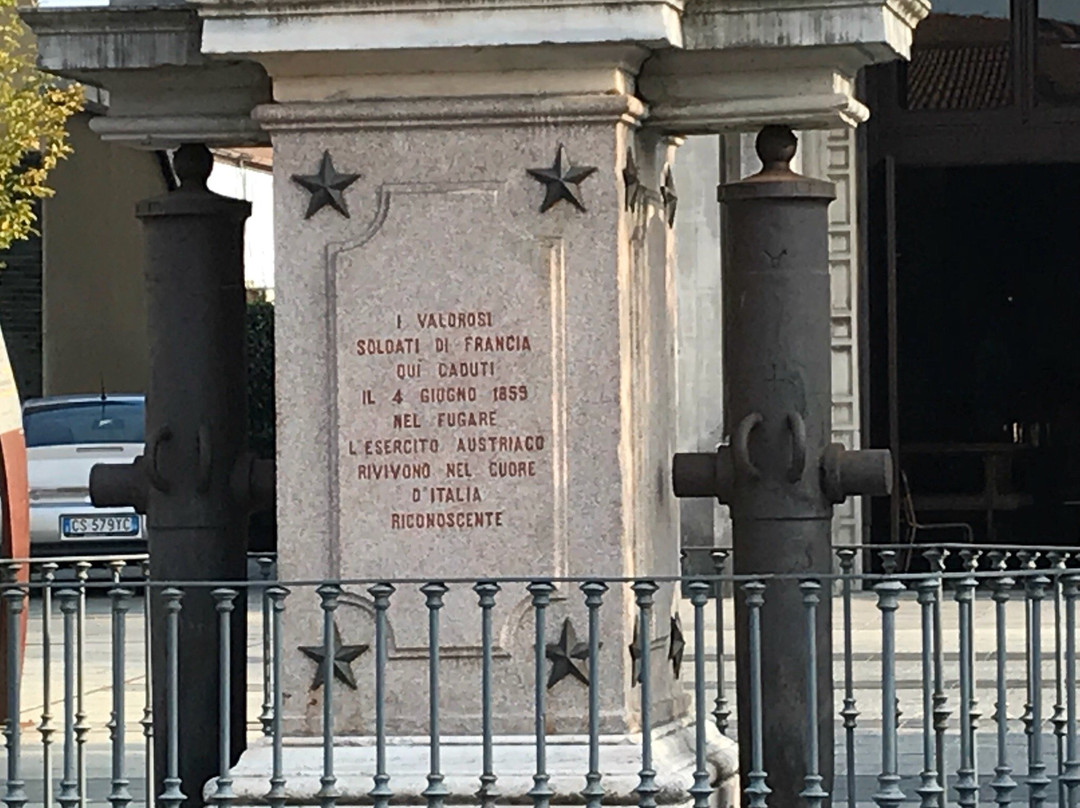 I VALOROSI
SOLDATI DI FRANCIA
QUI CADUTI
IL 4 GIUGNO 1859
NEL FUGARE
L'ESERCITO AUSTRIACO
RIVIVONO NEL CUORE
D'ITALIA
RICONOSCENTE
CS 579YC